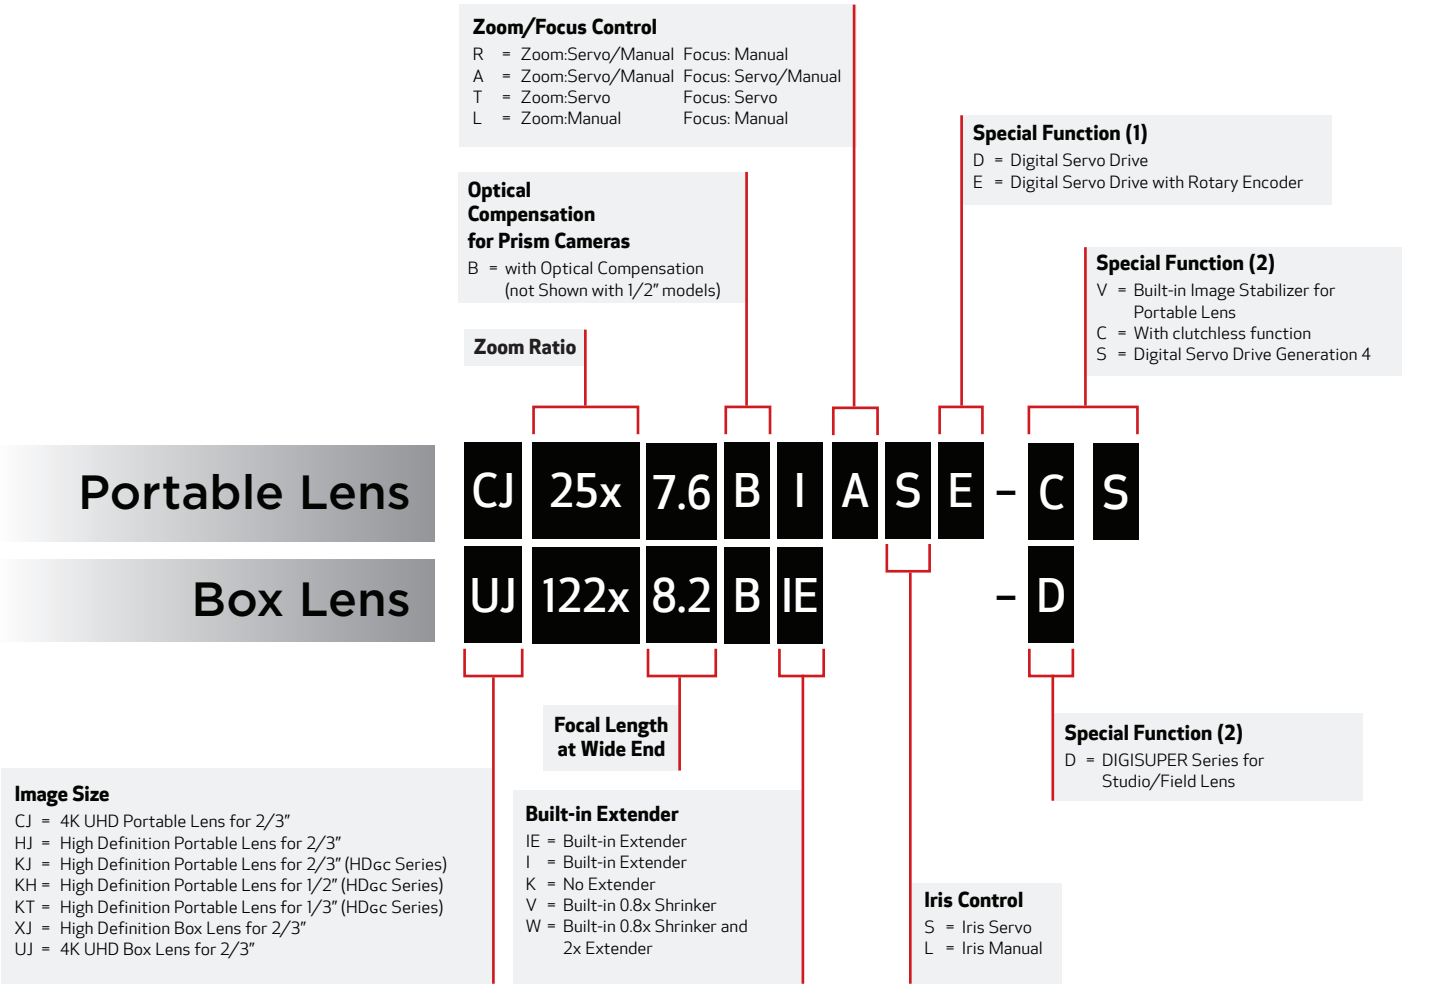 Zoom/Focus Control
R = Zoom:Servo/Manual Focus: Manual
A = Zoom:Servo/Manual Focus: Servo/Manual
T = Zoom:Servo Focus: Servo
L = Zoom:Manual Focus: Manual
Special Function (1)
D = Digital Servo Drive
E = Digital Servo Drive with Rotary Encoder
Optical
Compensation
for Prism Cameras
B = with Optical Compensation
(not Shown with 1/2" models)
Special Function (2)
V = Built-in Image Stabilizer for
Portable Lens
C = With clutchless function
S = Digital Servo Drive Generation 4
Zoom Ratio
Portable Lens CJ 25x 7.6 B I A S E - C S
Box Lens UJ 122x 8.2 B IE - D
Focal Length
at Wide End
Special Function (2)
D = DIGISUPER Series for
Studio/Field Lens
Image Size
CJ = 4K UHD Portable Lens for 2/3"
HJ = High Definition Portable Lens for 2/3"
KJ = High Definition Portable Lens for 2/3" (HDGC Series)
KH = High Definition Portable Lens for 1/2" (HDGC Series)
KT = High Definition Portable Lens for 1/3" (HDGC Series)
XJ = High Definition Box Lens for 2/3"
UJ = 4K UHD Box Lens for 2/3"
Built-in Extender
IE = Built-in Extender
I = Built-in Extender
K = No Extender
V = Built-in 0.8x Shrinker
W = Built-in 0.8x Shrinker and
2x Extender
Iris Control
S = Iris Servo
L = Iris Manual